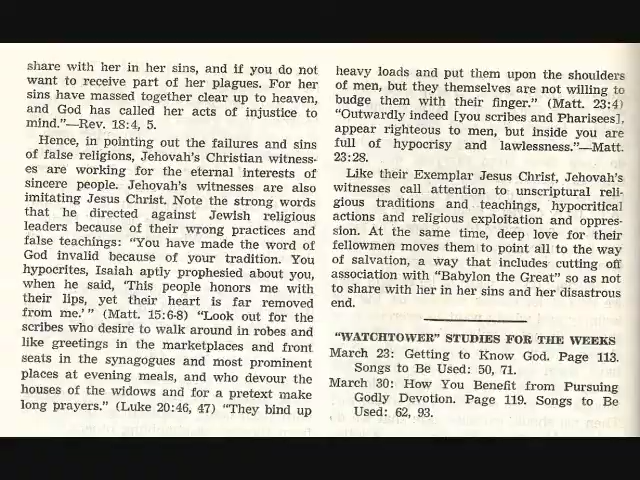 share with her in her sins, and if you do not
want to receive part of her plagues. For her
sins have massed together clear up to heaven,
and God has called her acts of injustice to
mind."—Rev. 18:4, 5.
Hence, in pointing out the failures and sins
of false religions, Jehovah's Christian witness-
es are working for the eternal interests of
sincere people. Jehovah's witnesses are also
imitating Jesus Christ. Note the strong words
that he directed against Jewish religious
leaders because of their wrong practices and
false teachings: "You have made the word of
God invalid because of your tradition. You
hypocrites, Isaiah aptly prophesied about you,
when he said, 'This people honors me with
their lips, yet their heart is far removed
from me.'" (Matt. 15:6-8) "Look out for the
scribes who desire to walk around in robes and
like greetings in the marketplaces and front
seats in the synagogues and most prominent
places at evening meals, and who devour the
houses of the widows and for a pretext make
long prayers." (Luke 20:46, 47) "They bind up
heavy loads and put them upon the shoulders
of men, but they themselves are not willing to
budge them with their finger." (Matt. 23:4)
"Outwardly indeed [you scribes and Pharisees],
appear righteous to men, but inside you are
full of hypocrisy and lawlessness."—Matt.
23:28.
Like their Exemplar Jesus Christ, Jehovah's
witnesses call attention to unscriptural reli-
gious traditions and teachings, hypocritical
actions and religious exploitation and oppres-
sion. At the same time, deep love for their
fellowmen moves them to point all to the way
of salvation, a way that includes cutting off
association with "Babylon the Great" so as not
to share with her in her sins and her disastrous
end.
"WATCHTOWER" STUDIES FOR THE WEEKS
March 23: Getting to Know God. Page 113.
Songs to Be Used: 50, 71.
March 30: How You Benefit from Pursuing
Godly Devotion. Page 119. Songs to Be
Used: 62, 93.